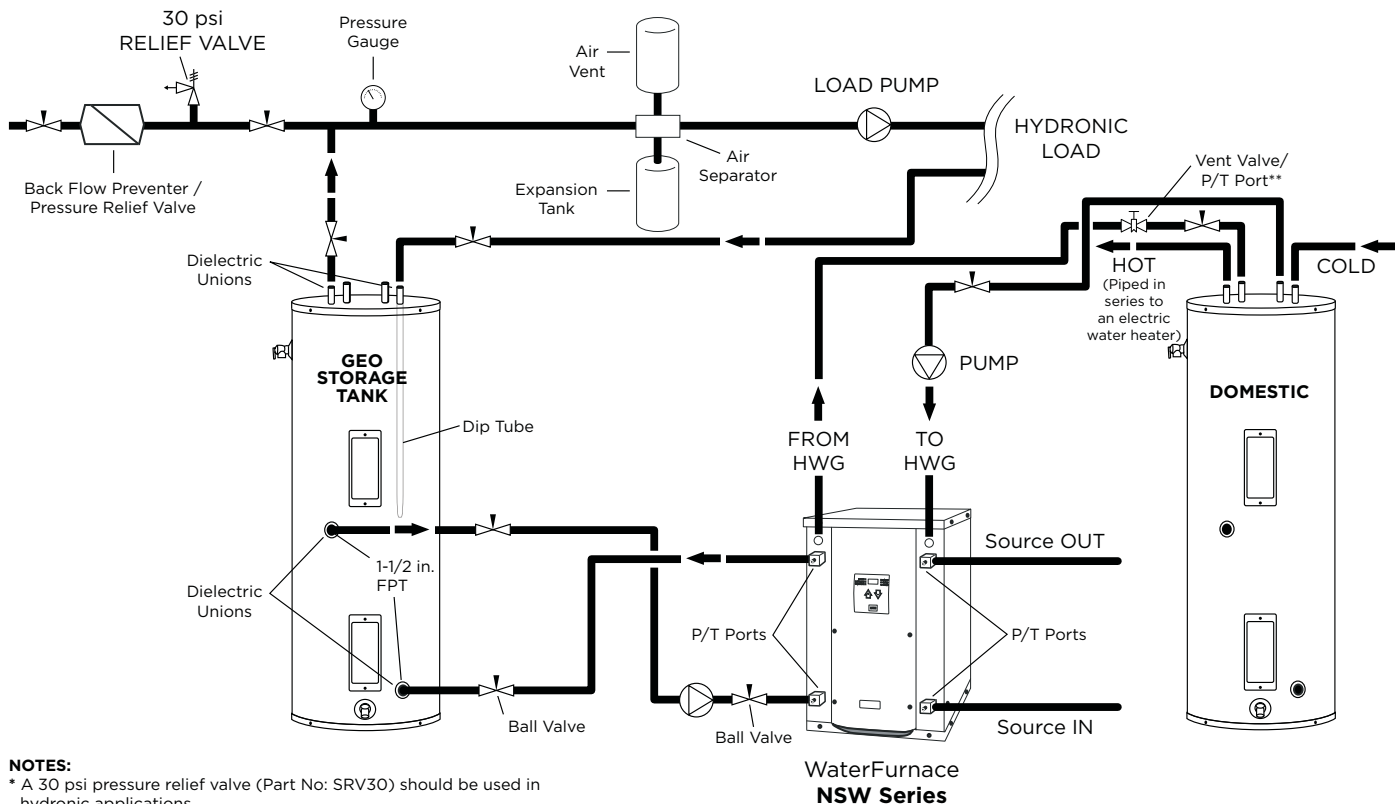 30 psi
RELIEF VALVE
Pressure
Gauge
Air
Vent
LOAD PUMP
HYDRONIC
LOAD
Back Flow Preventer /
Pressure Relief Valve
Air
Separator
Expansion
Tank
Vent Valve/
P/T Port**
Dielectric
Unions
HOT
(Piped in
series to
an electric
water heater)
COLD
GEO
STORAGE
TANK
PUMP
DOMESTIC
Dip Tube
FROM
HWG
TO
HWG
Source OUT
1-1/2 in.
FPT
Dielectric
Unions
P/T Ports
P/T Ports
Ball Valve
Ball Valve
Source IN
WaterFurnace
NSW Series
NOTES:
* A 30 psi pressure relief valve (Part No: SRV30) should be used in
hydronic applications.